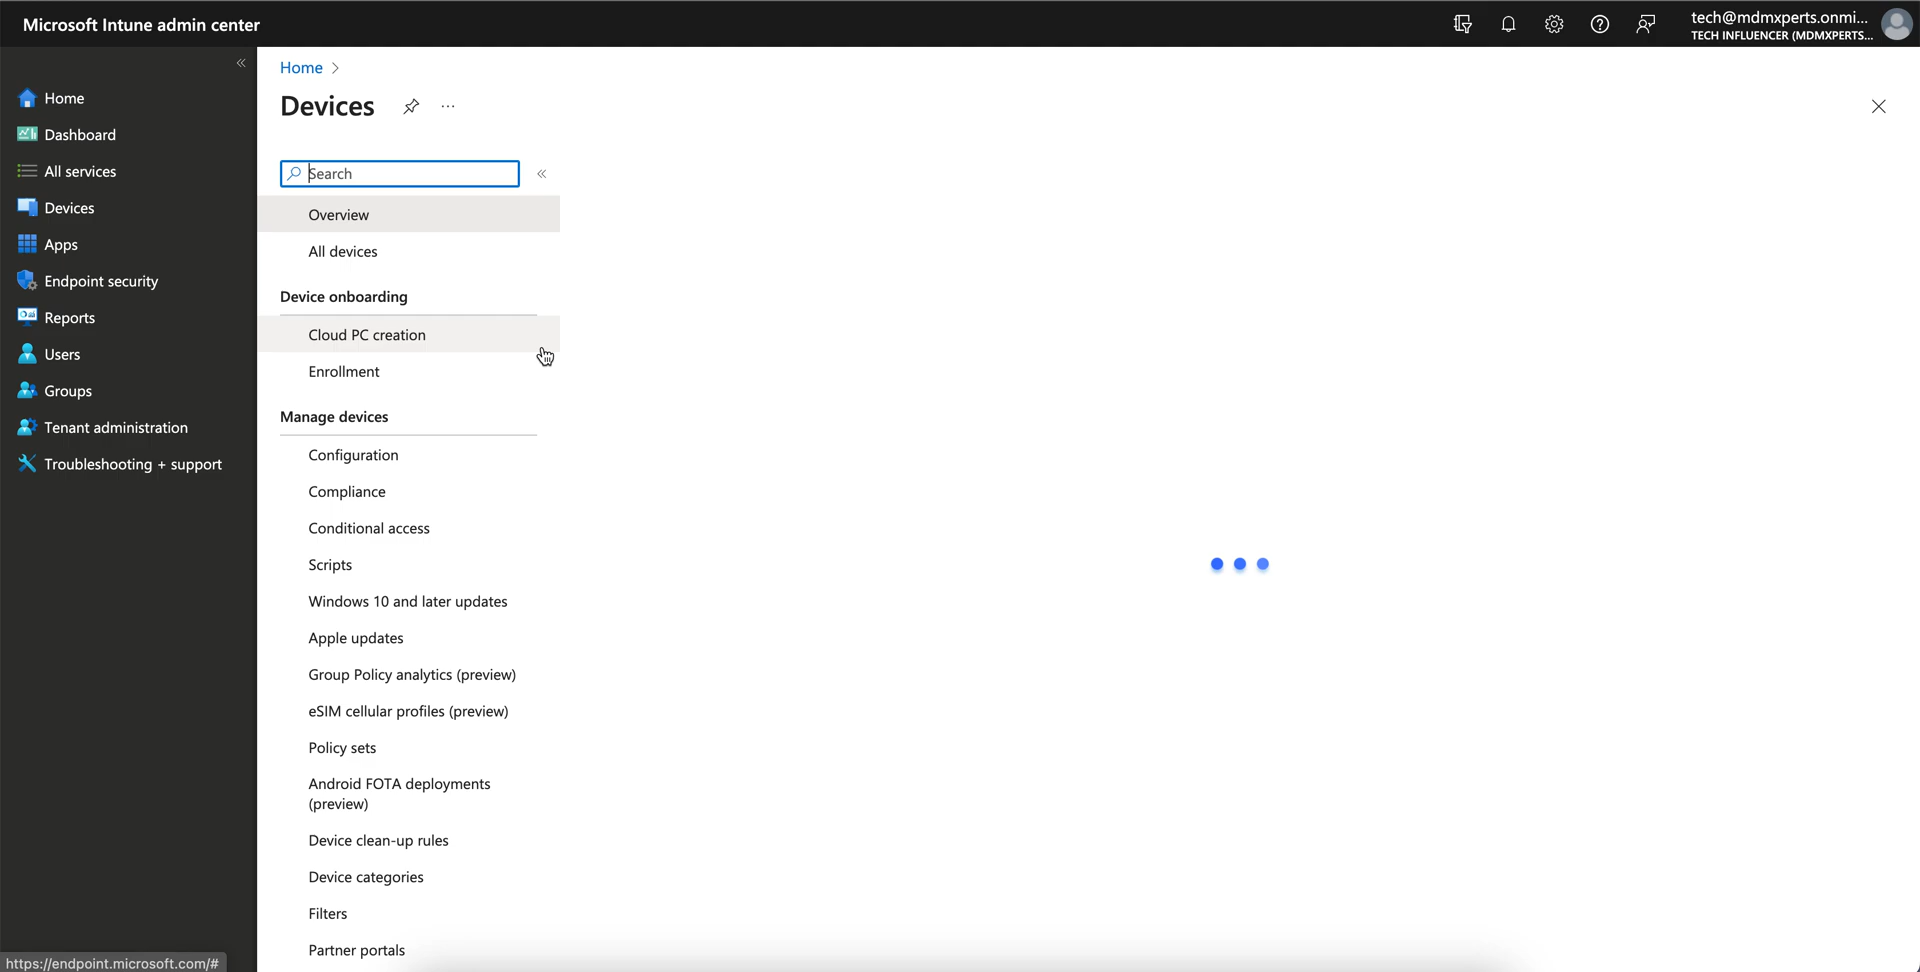 Microsoft Intune admin center
tech@mdmxperts.onmi...
TECH INFLUENCER (MDMXPERTS...
Home
Dashboard
All services
Devices
Apps
Endpoint security
Reports
Users
Groups
Tenant administration
Troubleshooting + support
Home
Devices
Search
Overview
All devices
Device onboarding
Cloud PC creation
Enrollment
Manage devices
Configuration
Compliance
Conditional access
Scripts
Windows 10 and later updates
Apple updates
Group Policy analytics (preview)
eSIM cellular profiles (preview)
Policy sets
Android FOTA deployments
(preview)
Device clean-up rules
Device categories
Filters
Partner portals
https://endpoint.microsoft.com/#